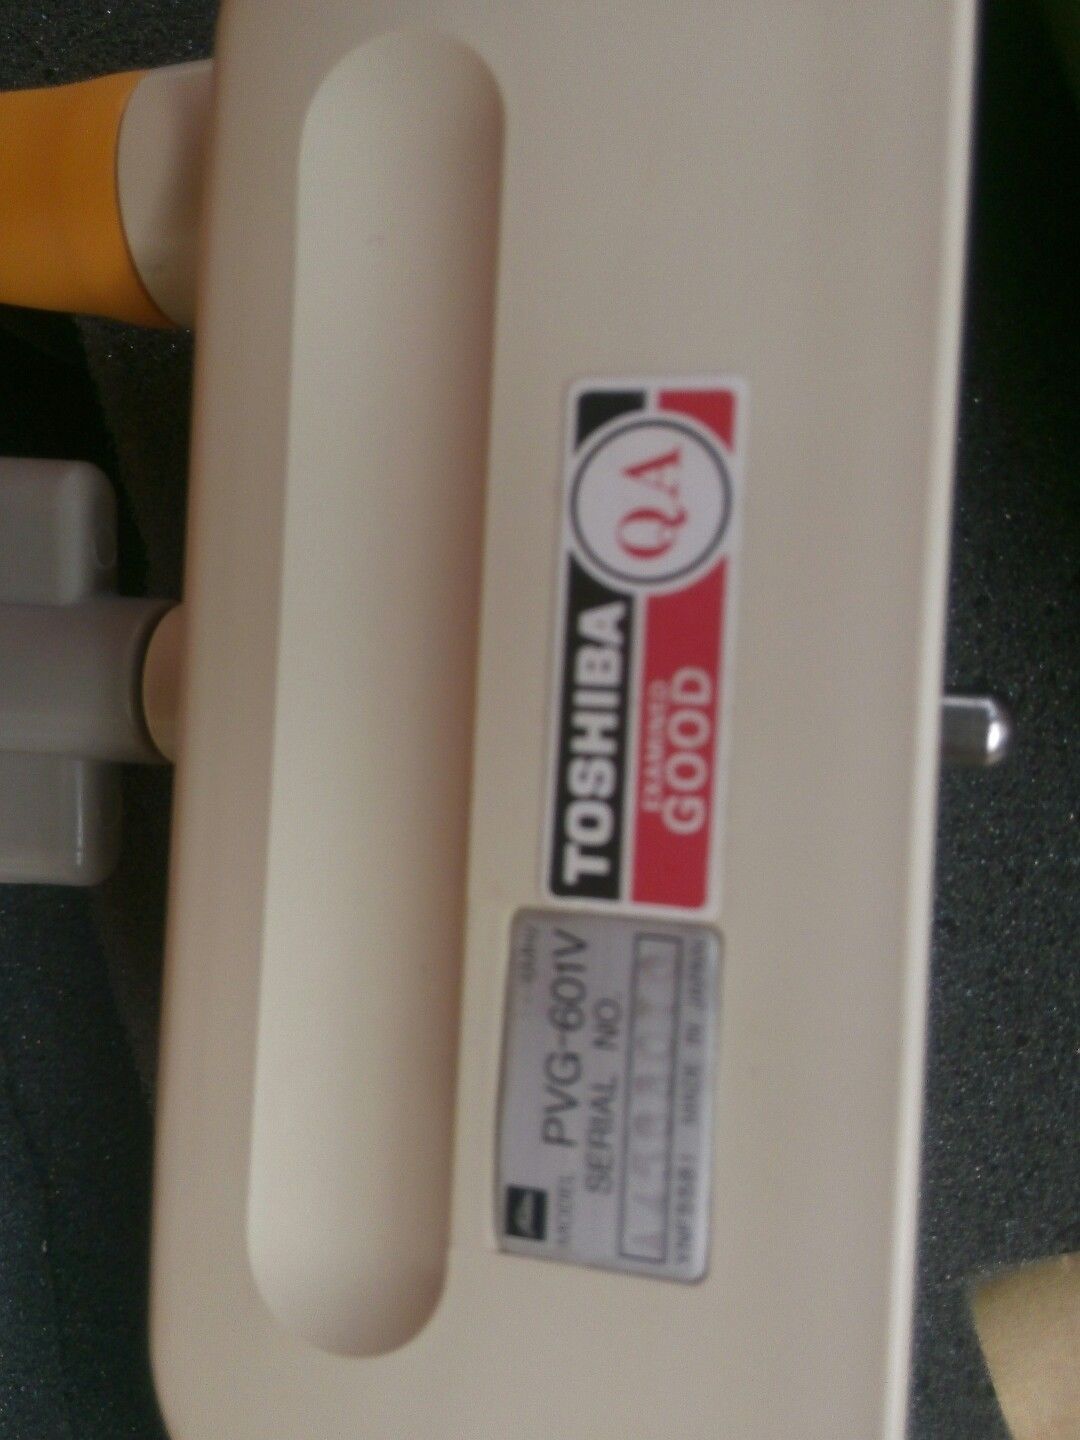 TOSHIBA
QA
EXAMINED
GOOD
MODEL PVG-601V
SERIAL NO.
MADE IN JAPAN